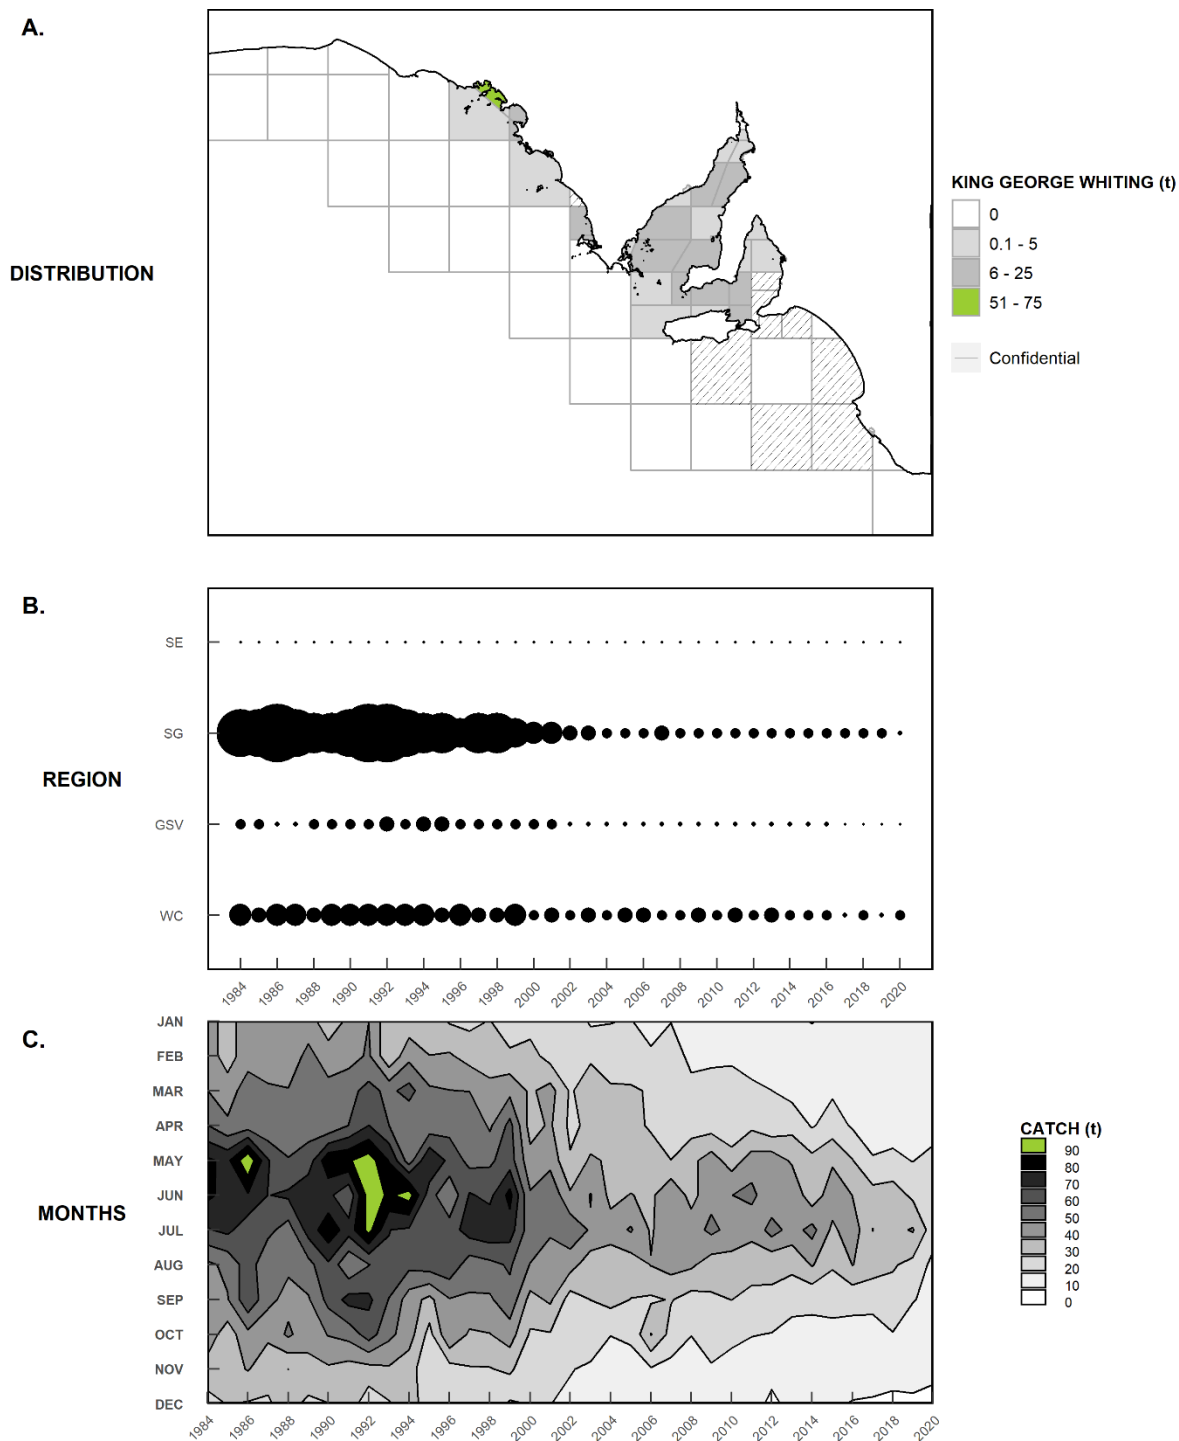 A.
KING GEORGE WHITING (t)
0
0.1 - 5
6 - 25
51 - 75
Confidential
DISTRIBUTION
B.
SE
SG
REGION
GSV
WC
1984 1986 1988 1990 1992 1994 1996 1998 2000 2002 2004 2006 2008 2010 2012 2014 2016 2018 2020
C.
JAN
FEB
MAR
APR
MAY
JUN
MONTHS
JUL
AUG
SEP
OCT
NOV
DEC
CATCH (t)
90
80
70
60
50
40
30
20
10
0
1984 1986 1988 1990 1992 1994 1996 1998 2000 2002 2004 2006 2008 2010 2012 2014 2016 2018 2020